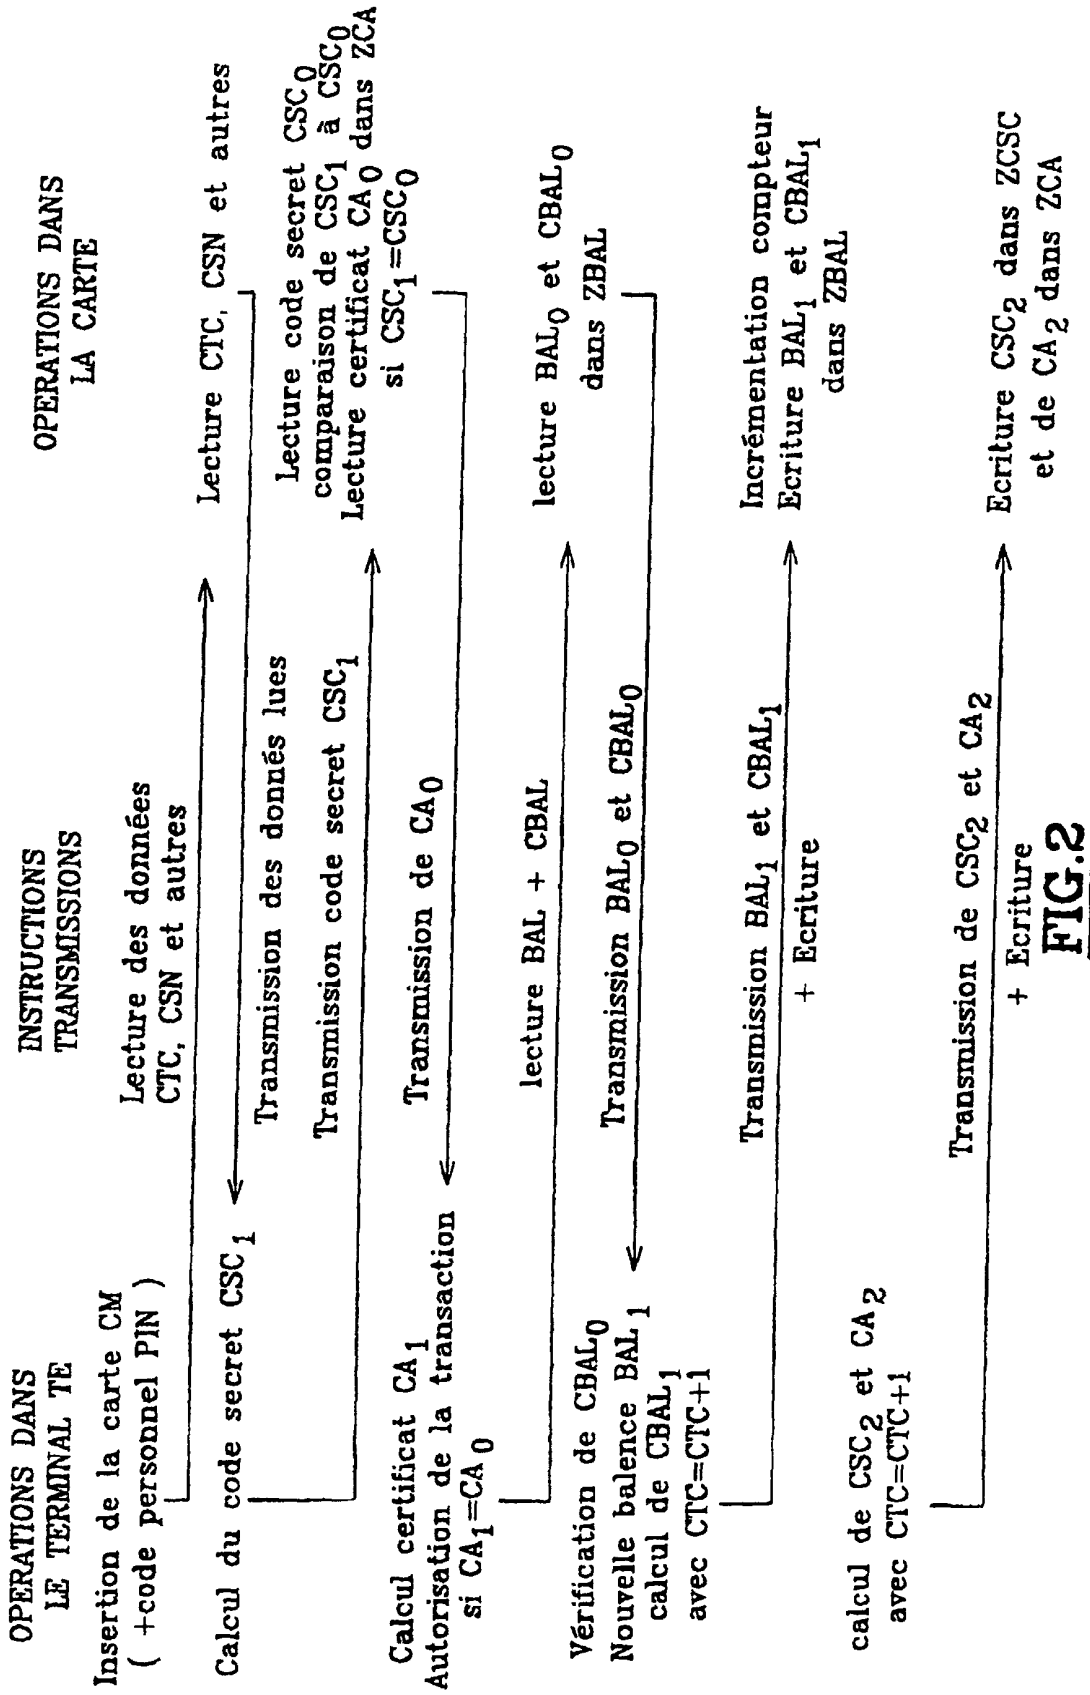 OPERATIONS DANS
LE TERMINAL TE
INSTRUCTIONS
TRANSMISSIONS
OPERATIONS DANS
LA CARTE
Insertion de la carte CM
( +code personnel PIN )
Lecture des données
CTC, CSN et autres
Lecture CTC, CSN et autres
Calcul du code secret CSC1
Transmission des donnés lues
Transmission code secret CSC1
Lecture code secret CSC0
comparaison de CSC1 à CSC0
Lecture certificat CA0 dans ZCA
si CSC1=CSC0
Calcul certificat CA1
Autorisation de la transaction
si CA1=CA0
Transmission de CA0
lecture BAL + CBAL
lecture BAL0 et CBAL0
dans ZBAL
Transmission BAL0 et CBAL0
Vérification de CBAL0
Nouvelle balence BAL1
calcul de CBAL1
avec CTC=CTC+1
Transmission BAL1 et CBAL1
+ Ecriture
Incrémentation compteur
Ecriture BAL1 et CBAL1
dans ZBAL
calcul de CSC2 et CA2
avec CTC=CTC+1
Transmission de CSC2 et CA2
+ Ecriture
Ecriture CSC2 dans ZCSC
et de CA2 dans ZCA
FIG.2